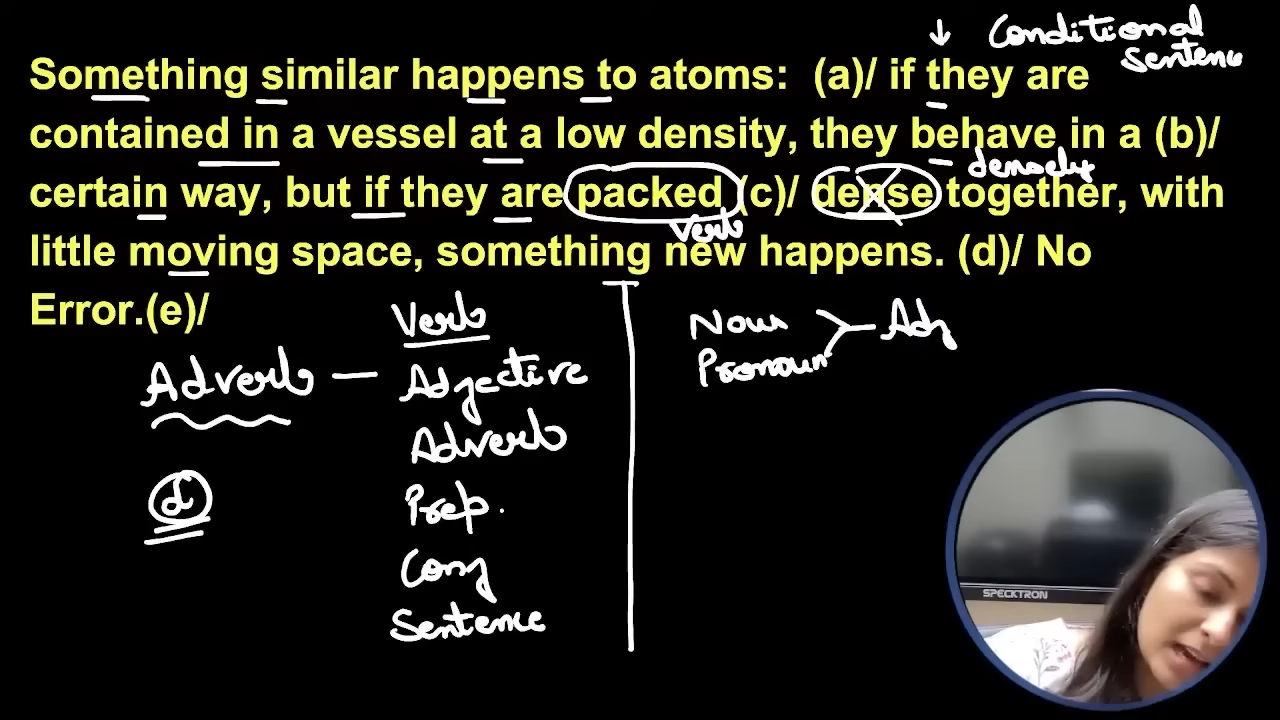 ↓ Conditional
Sentence
Something similar happens to atoms: (a)/ if they are
contained in a vessel at a low density, they behave in a (b)/
densely
certain way, but if they are packed (c)/ dense together, with
verb
little moving space, something new happens. (d)/ No
Error.(e)/
Verb
Adverb — Adjective
Adverb
Prep.
Conj
Sentence
d
Noun
Pronoun
Adj
SPECKTRON